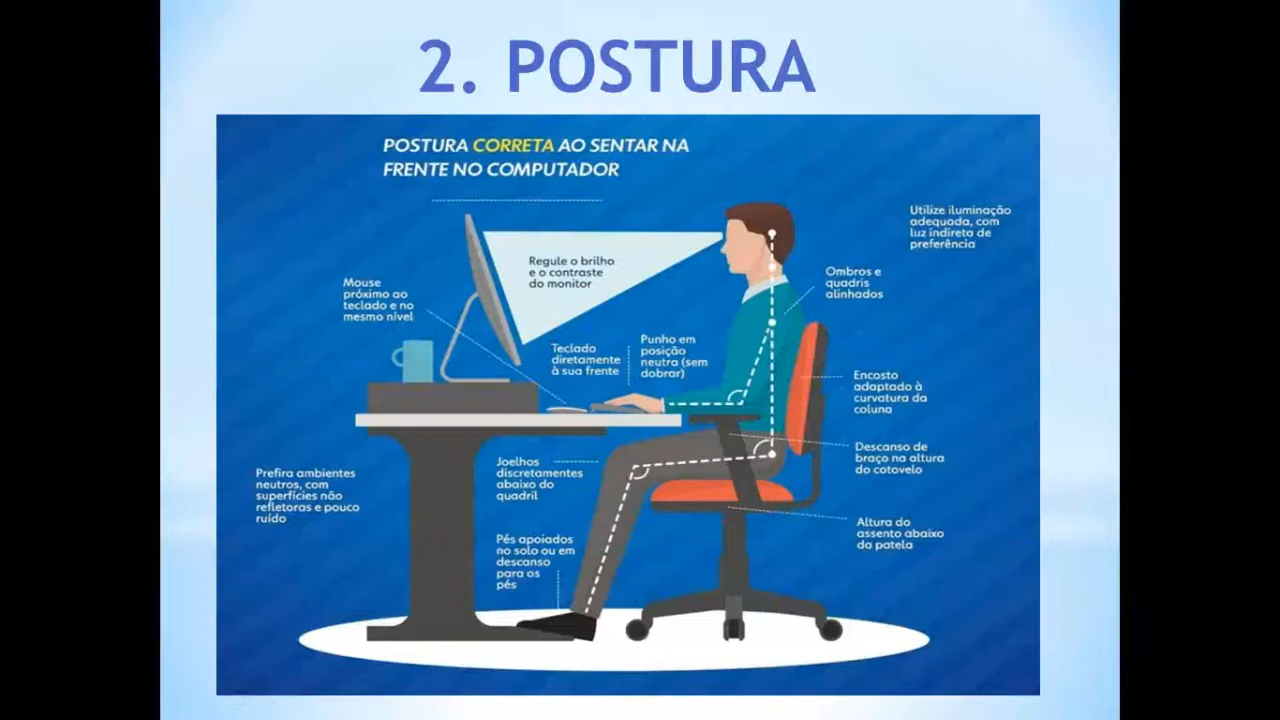 2. POSTURA
POSTURA CORRETA AO SENTAR NA
FRENTE NO COMPUTADOR
Utilize iluminação
adequada, com
luz indireta de
preferência
Regule o brilho
e o contraste
do monitor
Ombros e
quadris
alinhados
Mouse
próximo ao
teclado e no
mesmo nível
Teclado
diretamente
à sua frente
Punho em
posição
neutra (sem
dobrar)
Encosto
adaptado à
curvatura da
coluna
Descanso de
braço na altura
do cotovelo
Joelhos
discretamente
abaixo do
quadril
Prefira ambientes
neutros, com
superfícies não
refletoras e pouco
ruído
Altura do
assento abaixo
da patela
Pés apoiados
no solo ou em
descanso
para os
pés